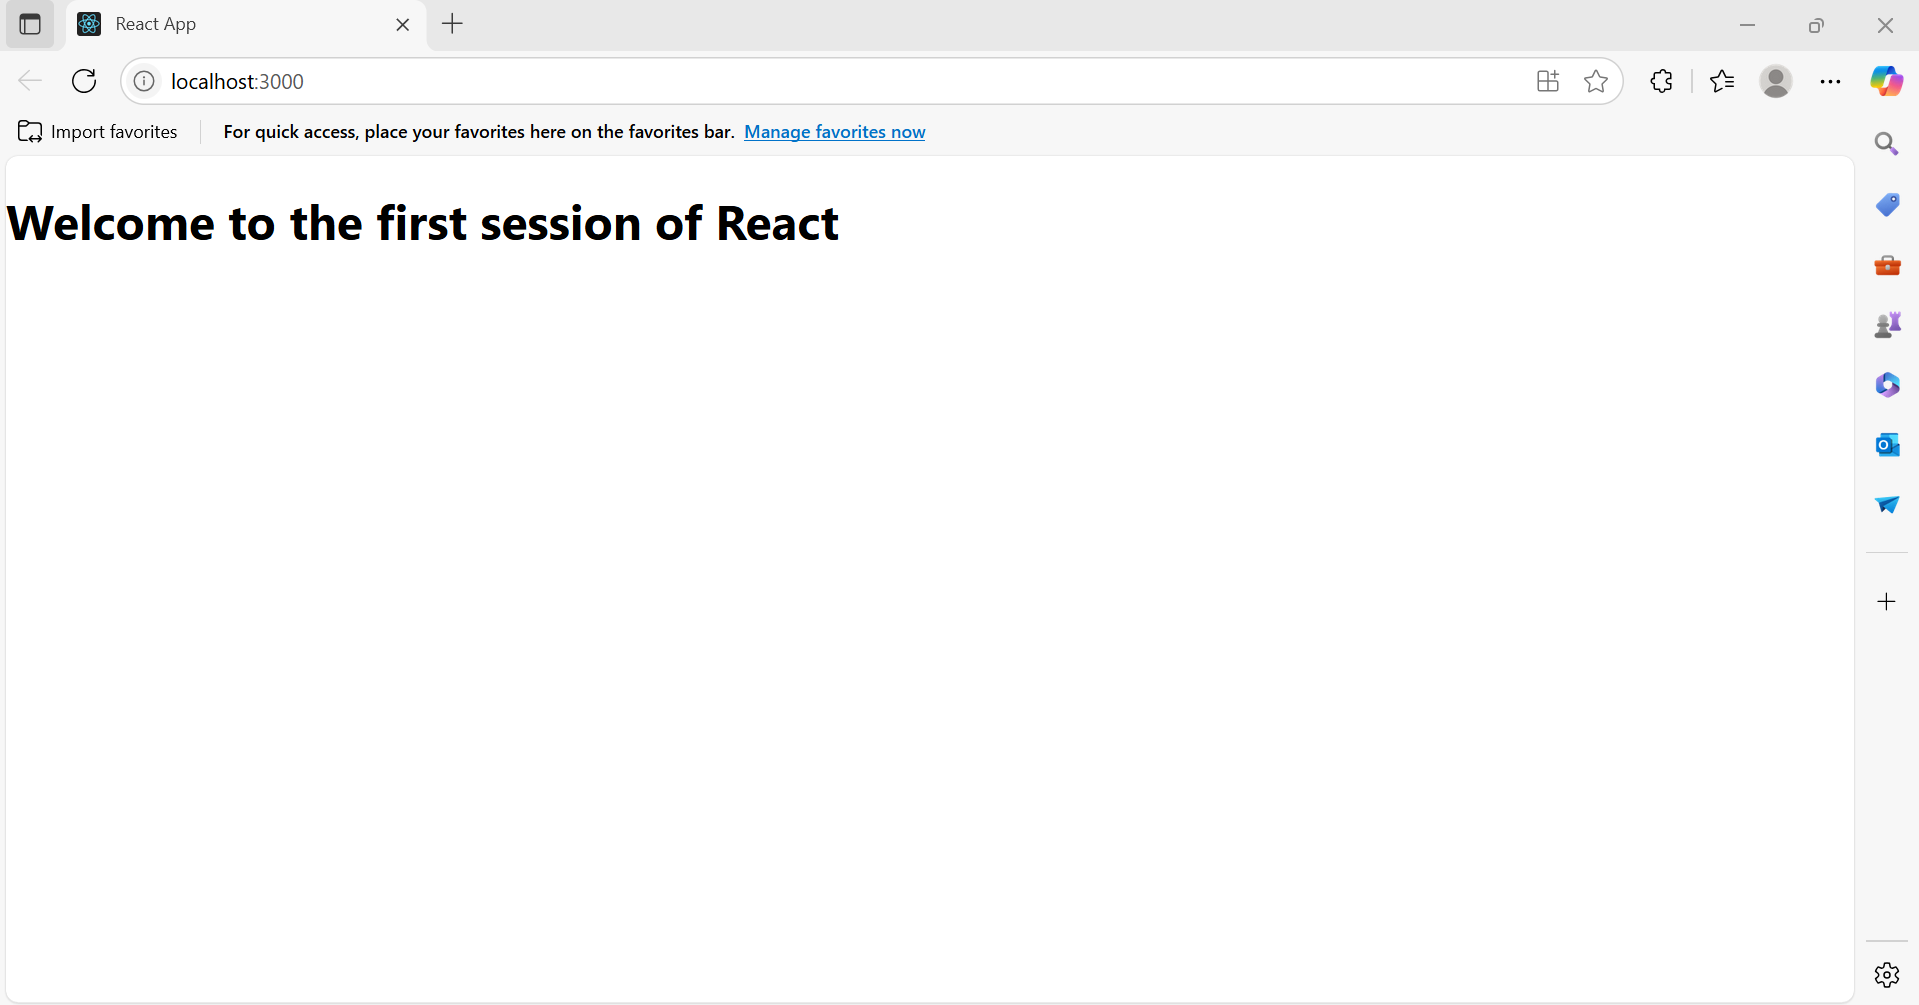 React App
localhost:3000
Import favorites For quick access, place your favorites here on the favorites bar. Manage favorites now
Welcome to the first session of React